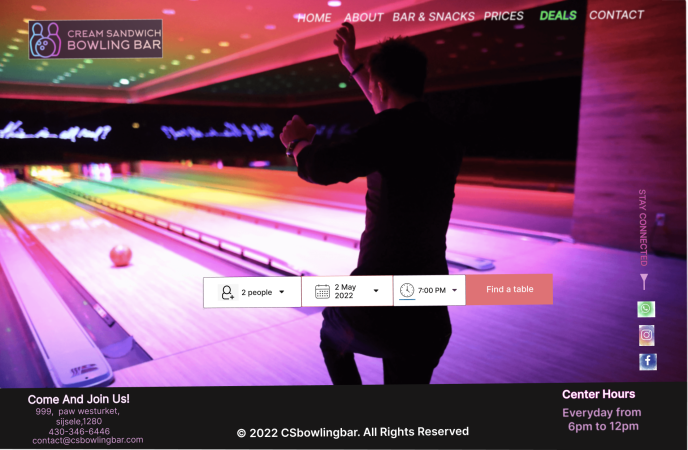 HOME ABOUT BAR & SNACKS PRICES DEALS CONTACT
CREAM SANDWICH
BOWLING BAR
STAY CONNECTED
2 people
2 May
2022
7:00 PM
Find a table
Come And Join Us!
999, paw westurket,
sijsele,1280
430-346-6446
contact@csbowlingbar.com
© 2022 CSbowlingbar. All Rights Reserved
Center Hours
Everyday from
6pm to 12pm